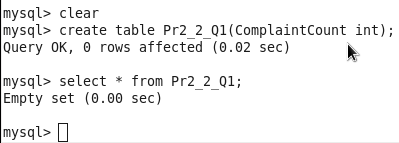 mysql> clear
mysql> create table Pr2_2_Q1(ComplaintCount int);
Query OK, 0 rows affected (0.02 sec)
mysql> select * from Pr2_2_Q1;
Empty set (0.00 sec)
mysql>